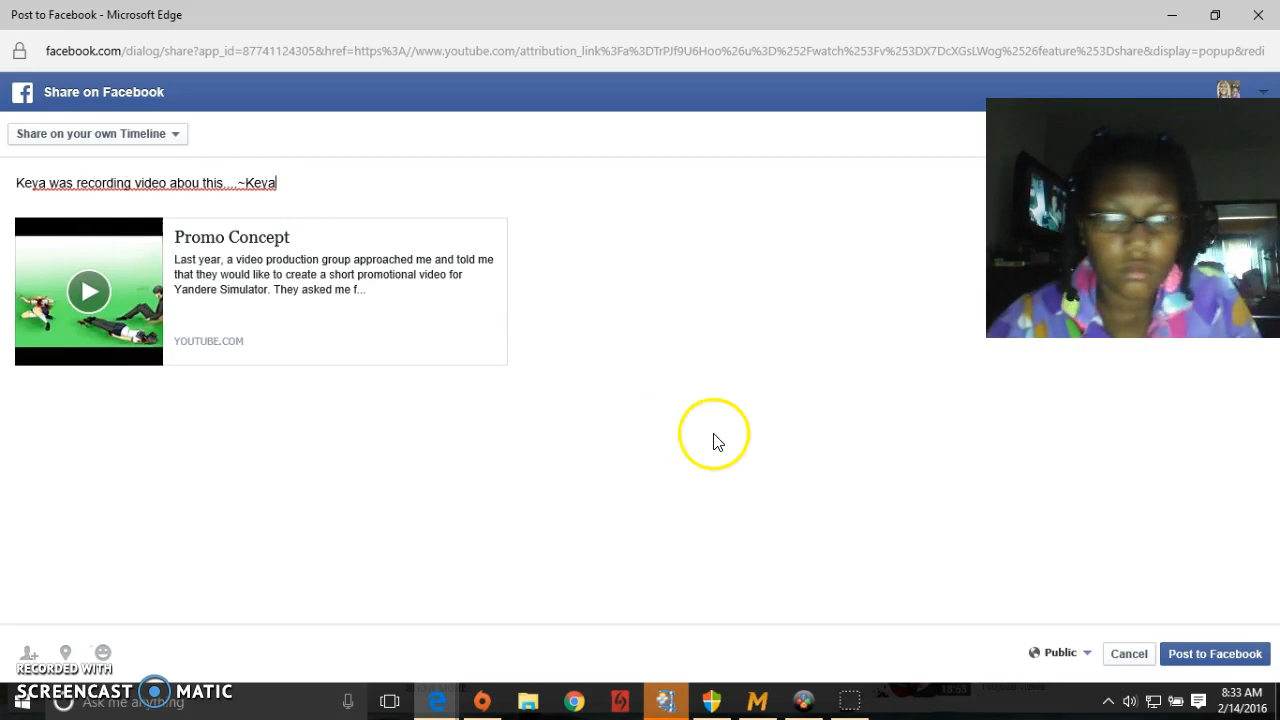 Post to Facebook - Microsoft Edge
facebook.com/dialog/share?app_id=87741124305&href=https%3A//www.youtube.com/attribution_link%3Fa%3DTrPJf9U6Hoo%26u%3D%252Fwatch%253Fv%253DX7DcXGsLWog%2526feature%253Dshare&display=popup&redi
Share on Facebook
Share on your own Timeline
Keya was recording video abou this....~Keya
Promo Concept
Last year, a video production group approached me and told me
that they would like to create a short promotional video for
Yandere Simulator. They asked me f...
YOUTUBE.COM
Public
Cancel
Post to Facebook
RECORDED WITH
SCREENCAST MATIC
Ask me anything
8:33 AM
2/14/2016